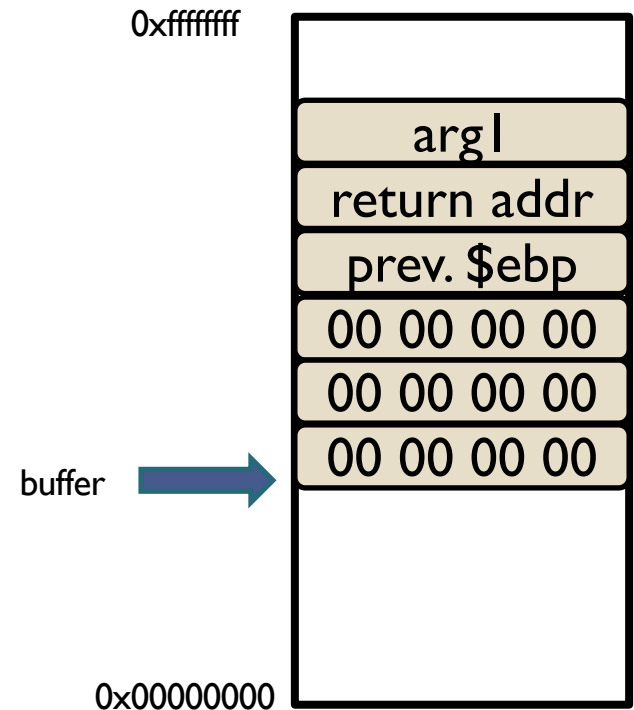 0xffffffff
arg1
return addr
prev. $ebp
00 00 00 00
00 00 00 00
00 00 00 00
buffer
0x00000000